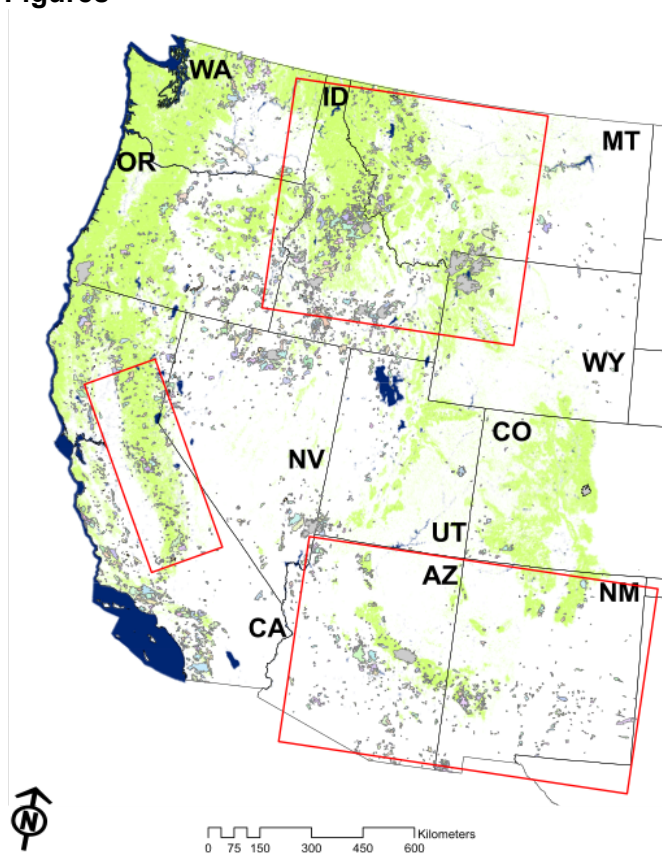 Figures
WA
ID
MT
OR
WY
CO
NV
UT
AZ
NM
CA
N
Kilometers
0 75 150 300 450 600